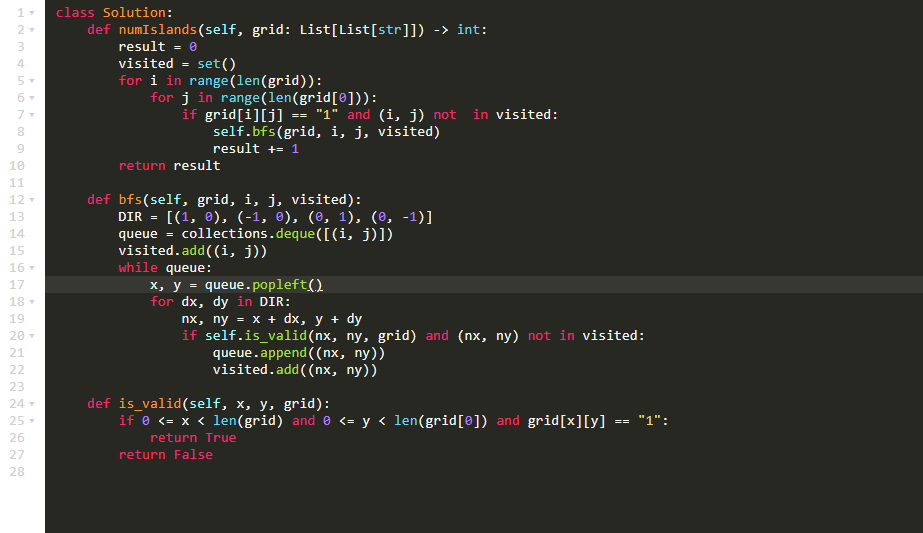 1 class Solution:
2     def numIslands(self, grid: List[List[str]]) -> int:
3         result = 0
4         visited = set()
5         for i in range(len(grid)):
6             for j in range(len(grid[0])):
7                 if grid[i][j] == "1" and (i, j) not  in visited:
8                     self.bfs(grid, i, j, visited)
9                     result += 1
10         return result
11
12     def bfs(self, grid, i, j, visited):
13         DIR = [(1, 0), (-1, 0), (0, 1), (0, -1)]
14         queue = collections.deque([(i, j)])
15         visited.add((i, j))
16         while queue:
17             x, y = queue.popleft()
18             for dx, dy in DIR:
19                 nx, ny = x + dx, y + dy
20                 if self.is_valid(nx, ny, grid) and (nx, ny) not in visited:
21                     queue.append((nx, ny))
22                     visited.add((nx, ny))
23
24     def is_valid(self, x, y, grid):
25         if 0 <= x < len(grid) and 0 <= y < len(grid[0]) and grid[x][y] == "1":
26             return True
27         return False
28